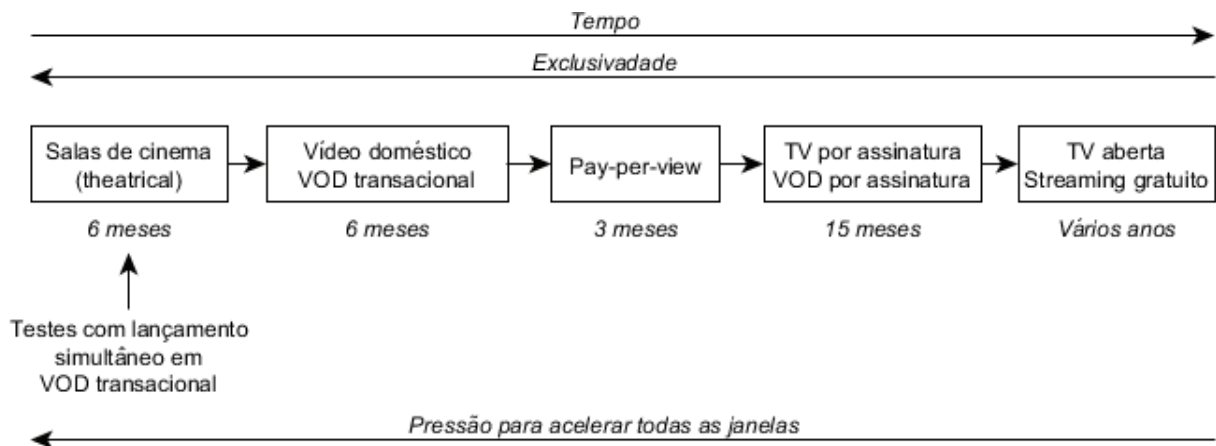 Tempo
Exclusivadade
Salas de cinema
(theatrical)
Vídeo doméstico
VOD transacional
Pay-per-view
TV por assinatura
VOD por assinatura
TV aberta
Streaming gratuito
6 meses
6 meses
3 meses
15 meses
Vários anos
Testes com lançamento
simultâneo em
VOD transacional
Pressão para acelerar todas as janelas